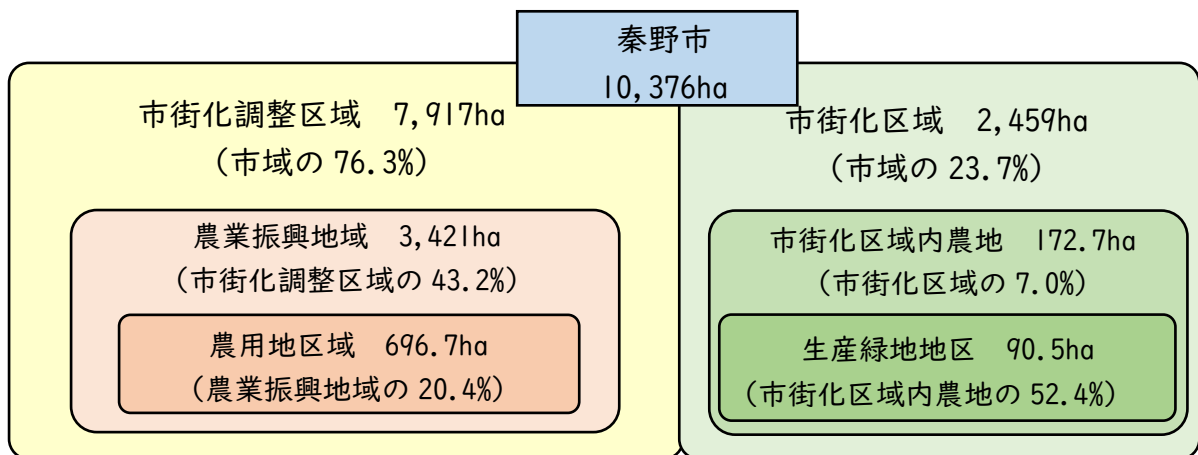 秦野市
10,376ha
市街化調整区域　7,917ha
(市域の 76.3%)
農業振興地域　3,421ha
(市街化調整区域の 43.2%)
農用地区域　696.7ha
(農業振興地域の 20.4%)
市街化区域　2,459ha
(市域の 23.7%)
市街化区域内農地　172.7ha
(市街化区域の 7.0%)
生産緑地地区　90.5ha
(市街化区域内農地の 52.4%)